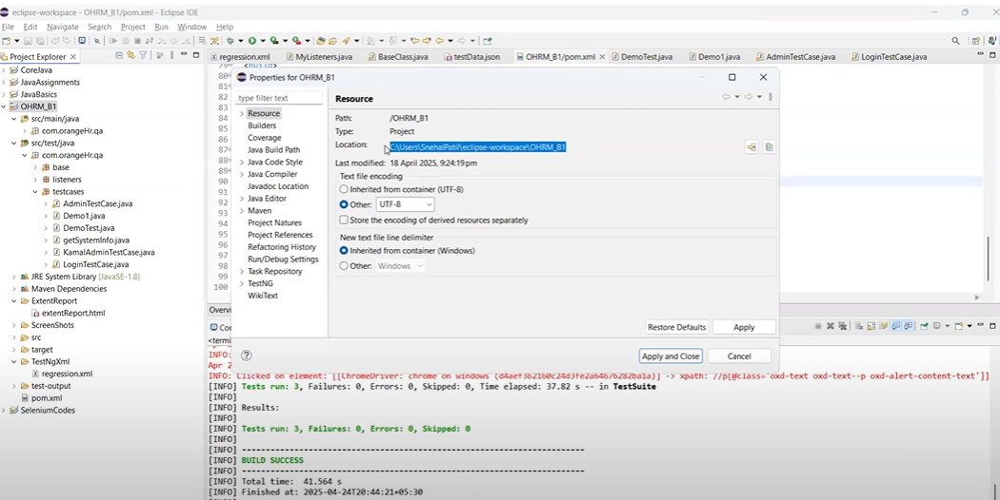 eclipse-workspace - OHRM_B1/pom.xml - Eclipse IDE
File Edit Navigate Search Project Run Window Help
Project Explorer
regression.xml MyListeners.java BaseClass.java testData.json OHRM_B1/pom.xml DemoTest.java Demo1.java AdminTestCase.java LoginTestCase.java
CoreJava
JavaAssignments
JavaBasics
OHRM_B1
src/main/java
com.orangeHr.qa
src/test/java
com.orangeHr.qa
base
listeners
testcases
AdminTestCase.java
Demo1.java
DemoTest.java
getSystemInfo.java
KamalAdminTestCase.java
LoginTestCase.java
JRE System Library [JavaSE-1.8]
Maven Dependencies
ExtentReport
extentReport.html
ScreenShots
src
target
TestNgXml
regression.xml
test-output
pom.xml
SeleniumCodes
79 <build>
80
81
82
83
84
85
86
87
88
89
90
91
92
93
94
95
96
97
98
99
100
Properties for OHRM_B1
type filter text
Resource
Builders
Coverage
Java Build Path
Java Code Style
Java Compiler
Javadoc Location
Java Editor
Maven
Project Natures
Project References
Refactoring History
Run/Debug Settings
Task Repository
TestNG
WikiText
Resource
Path: /OHRM_B1
Type: Project
Location: C:\Users\SnehalPatil\eclipse-workspace\OHRM_B1
Last modified: 18 April 2025, 9:24:19 pm
Text file encoding
Inherited from container (UTF-8)
Other: UTF-8
Store the encoding of derived resources separately
New text file line delimiter
Inherited from container (Windows)
Other: Windows
Restore Defaults Apply
Apply and Close Cancel
Overvi
Con
<termi
INFO:
Apr 2
INFO: Clicked on element: [[ChromeDriver: chrome on windows (d4aef362160c24d3fe2a64676282ba1a)] -> xpath: //p[@class='oxd-text oxd-text--p oxd-alert-content-text']]
[INFO] Tests run: 3, Failures: 0, Errors: 0, Skipped: 0, Time elapsed: 37.82 s -- in TestSuite
[INFO]
[INFO] Results:
[INFO]
[INFO] Tests run: 3, Failures: 0, Errors: 0, Skipped: 0
[INFO]
[INFO] ------------------------------------------------------------------------
[INFO] BUILD SUCCESS
[INFO] ------------------------------------------------------------------------
[INFO] Total time: 41.564 s
[INFO] Finished at: 2025-04-24T20:44:21+05:30